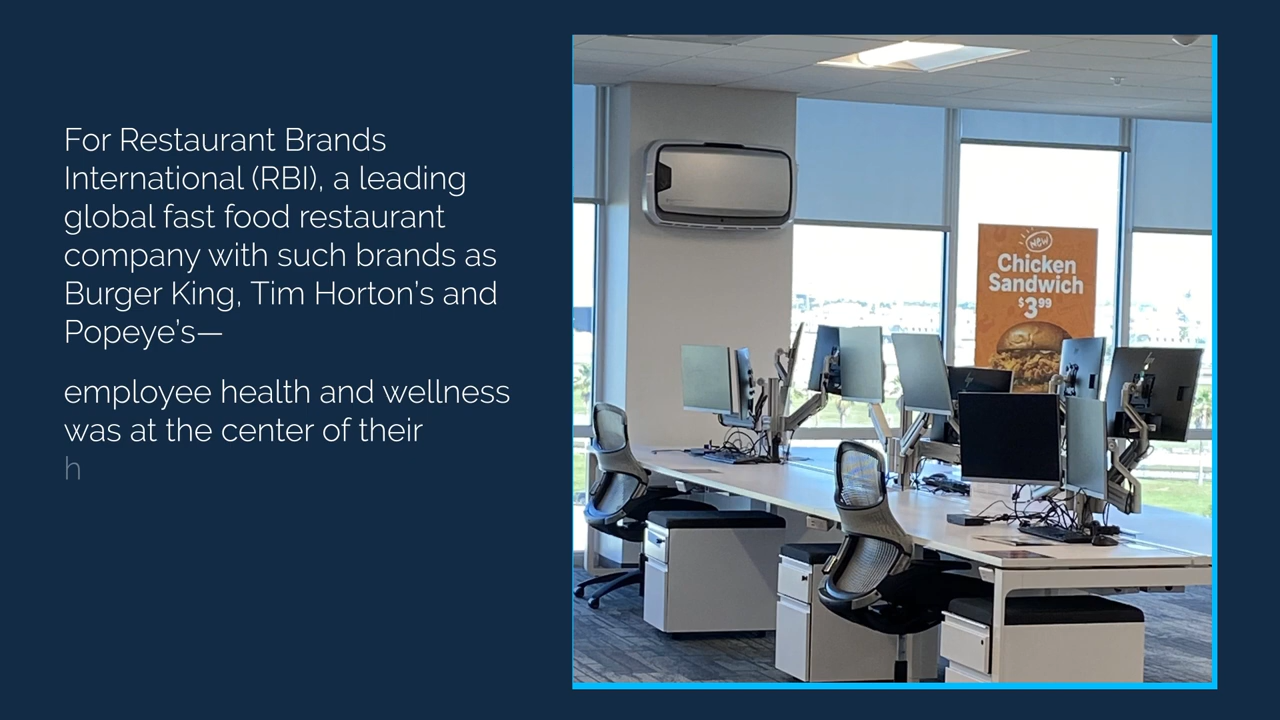 For Restaurant Brands
International (RBI), a leading
global fast food restaurant
company with such brands as
Burger King, Tim Horton’s and
Popeye’s—
employee health and wellness
was at the center of their
h
New
Chicken
Sandwich
$3.99
hp